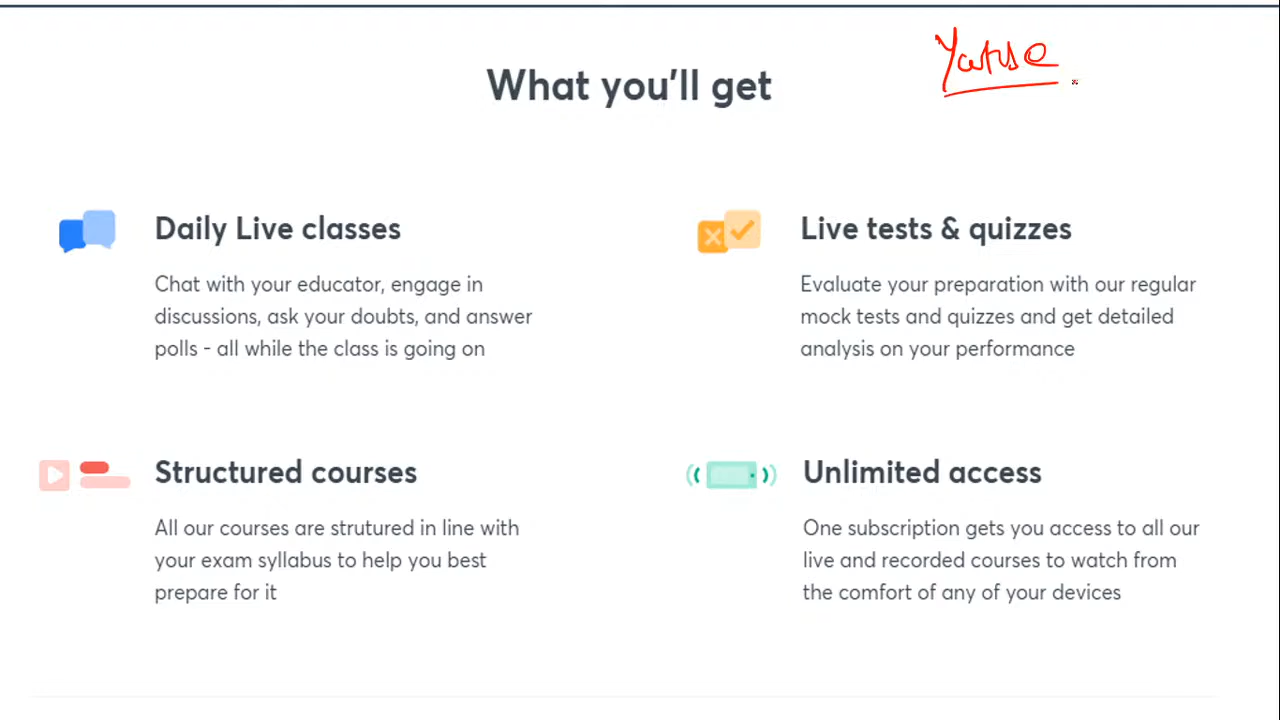 What you'll get
Daily Live classes
Chat with your educator, engage in
discussions, ask your doubts, and answer
polls - all while the class is going on
Live tests & quizzes
Evaluate your preparation with our regular
mock tests and quizzes and get detailed
analysis on your performance
Structured courses
All our courses are strutured in line with
your exam syllabus to help you best
prepare for it
Unlimited access
One subscription gets you access to all our
live and recorded courses to watch from
the comfort of any of your devices